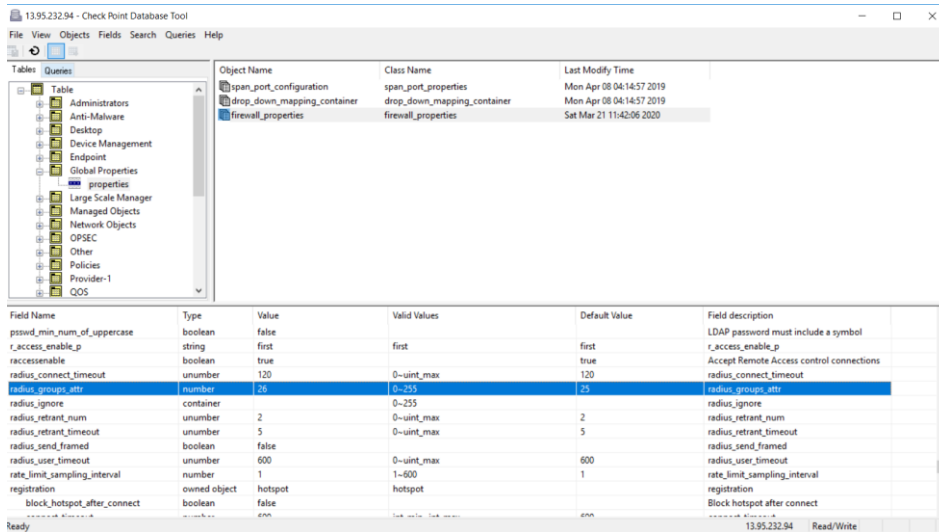 13.95.232.94 - Check Point Database Tool
File View Objects Fields Search Queries Help
Tables Queries
Table
Administrators
Anti-Malware
Desktop
Device Management
Endpoint
Global Properties
properties
Large Scale Manager
Managed Objects
Network Objects
OPSEC
Other
Policies
Provider-1
QOS
Object Name Class Name Last Modify Time
span_port_configuration span_port_properties Mon Apr 08 04:14:57 2019
drop_down_mapping_container drop_down_mapping_container Mon Apr 08 04:14:57 2019
firewall_properties firewall_properties Sat Mar 21 11:42:06 2020
Field Name Type Value Valid Values Default Value Field description
psswd_min_num_of_uppercase boolean false LDAP password must include a symbol
r_access_enable_p string first first first r_access_enable_p
raccessenable boolean true true Accept Remote Access control connections
radius_connect_timeout unumber 120 0~uint_max 120 radius_connect_timeout
radius_groups_attr number 26 0~255 25 radius_groups_attr
radius_ignore container 0~255 radius_ignore
radius_retrant_num unumber 2 0~uint_max 2 radius_retrant_num
radius_retrant_timeout unumber 5 0~uint_max 5 radius_retrant_timeout
radius_send_framed boolean false radius_send_framed
radius_user_timeout unumber 600 0~uint_max 600 radius_user_timeout
rate_limit_sampling_interval number 1 1~600 1 rate_limit_sampling_interval
registration owned object hotspot hotspot registration
block_hotspot_after_connect boolean false Block hotspot after connect
Ready 13.95.232.94 Read/Write